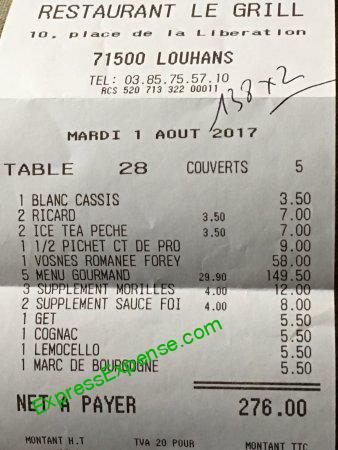 RESTAURANT LE GRILL
10, place de la Liberation
71500 LOUHANS
TEL: 03.85.75.57.10
RCS 520 713 322 00011
138 x 2
MARDI 1 AOUT 2017
TABLE 28 COUVERTS 5
1 BLANC CASSIS 3.50
2 RICARD 3.50 7.00
2 ICE TEA PECHE 3.50 7.00
1 1/2 PICHET CT DE PRO 9.00
1 VOSNES ROMANEE FOREY 58.00
5 MENU GOURMAND 29.90 149.50
3 SUPPLEMENT MORILLES 4.00 12.00
2 SUPPLEMENT SAUCE FOI 4.00 8.00
1 GET 5.50
1 COGNAC 5.50
1 LEMOCELLO 5.50
1 MARC DE BOURGOGNE 5.50
ExpressExpense.com
NET A PAYER 276.00
MONTANT H.T TVA 20 POUR MONTANT TTC